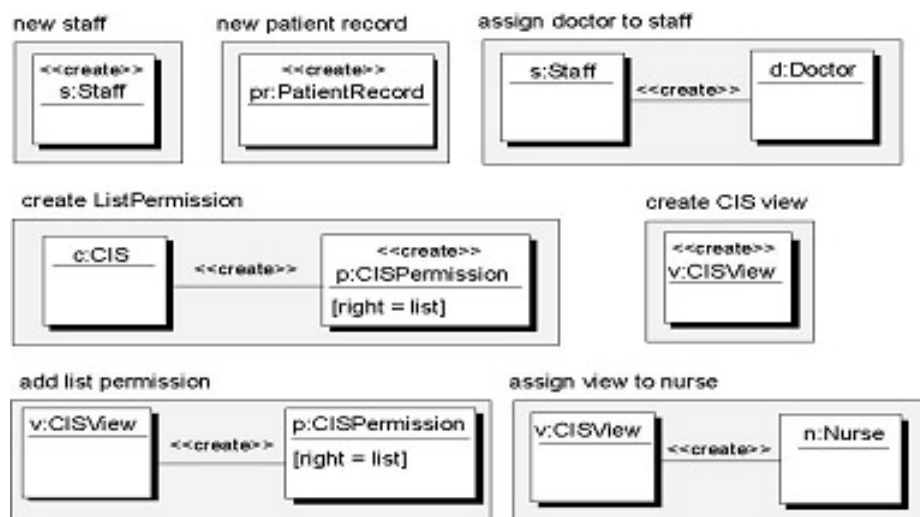 new staff
<<create>>
s:Staff
new patient record
<<create>>
pr:PatientRecord
assign doctor to staff
s:Staff
<<create>>
d:Doctor
create ListPermission
c:CIS
<<create>>
<<create>>
p:CISPermission
[right = list]
create CIS view
<<create>>
v:CISView
add list permission
v:CISView
<<create>>
p:CISPermission
[right = list]
assign view to nurse
v:CISView
<<create>>
n:Nurse